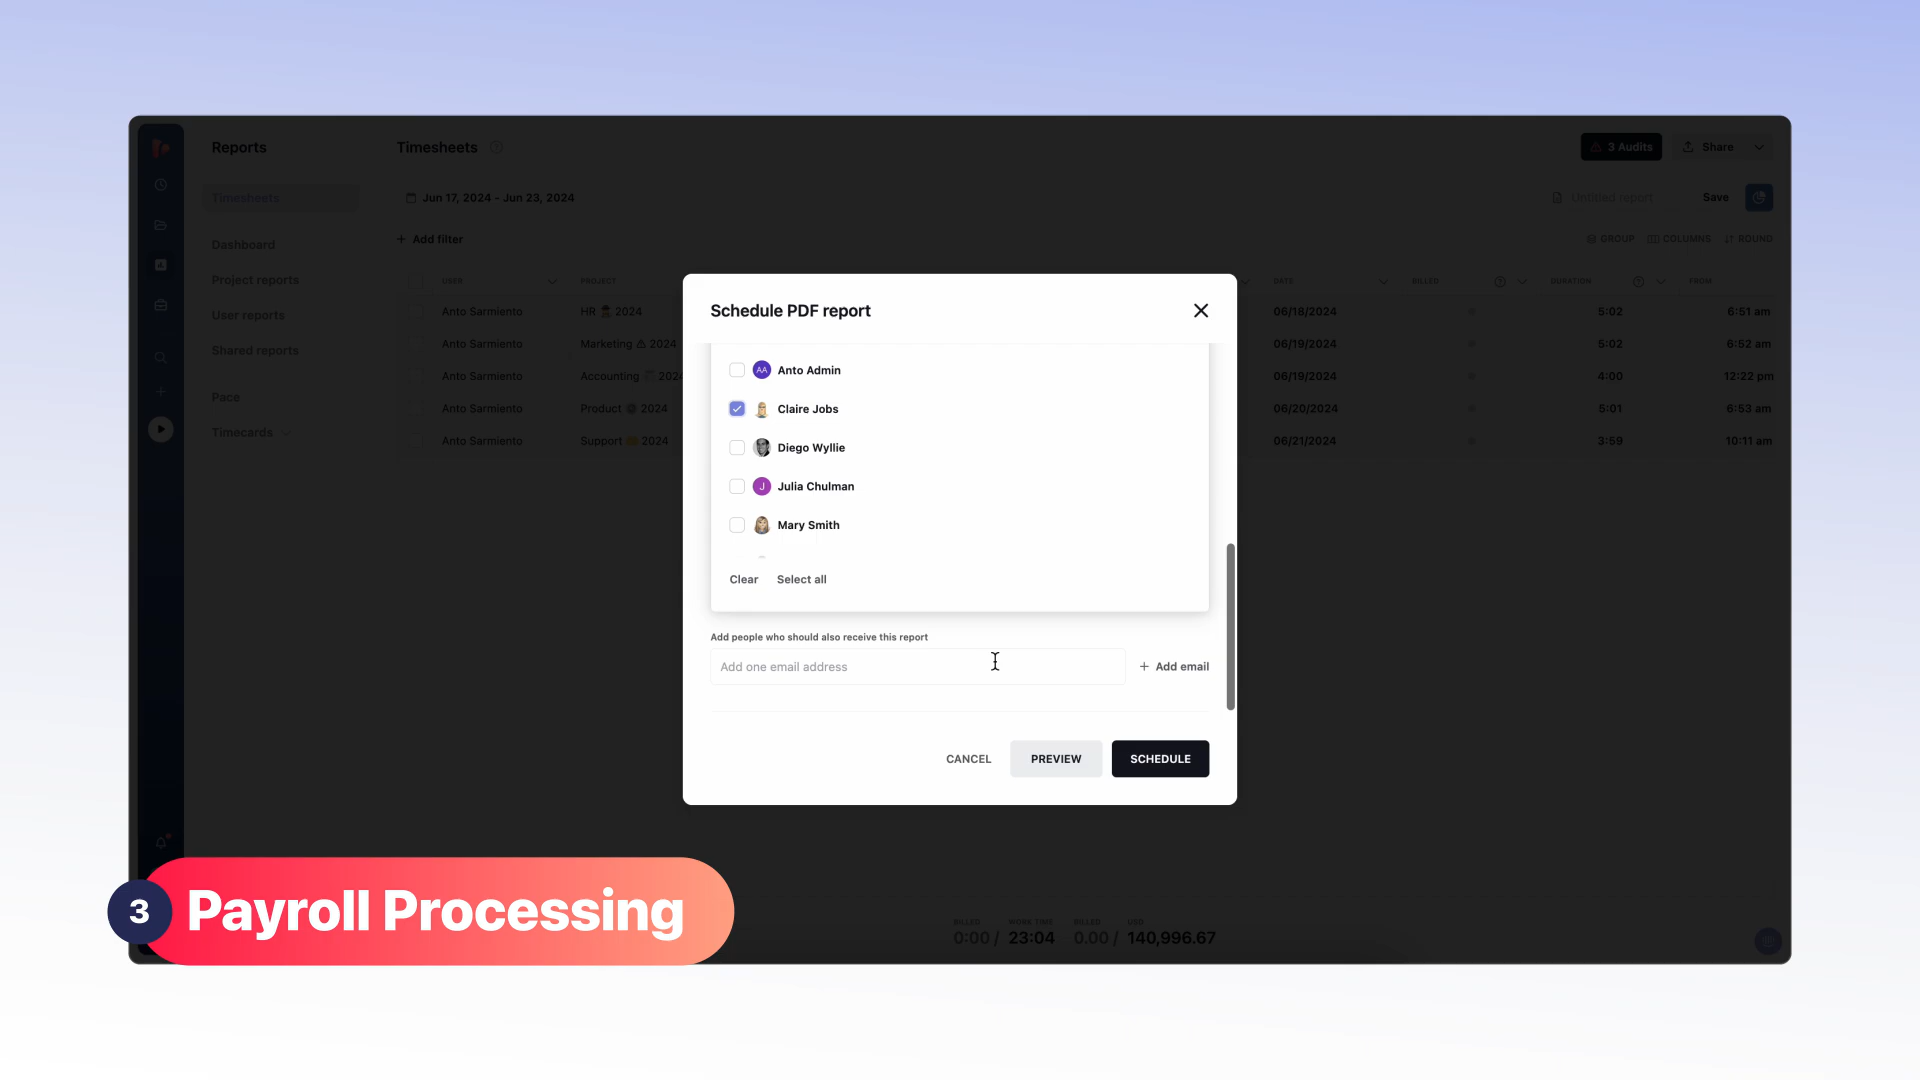 Reports
Timesheets
3 Audits
Share
Timesheets
Jun 17, 2024 - Jun 23, 2024
Untitled report
Save
Dashboard
+ Add filter
GROUP
COLUMNS
ROUND
Project reports
User reports
Shared reports
Pace
Timecards
USER
PROJECT
DATE
BILLED
DURATION
FROM
Anto Sarmiento HR 2024 06/18/2024 5:02 6:51 am
Anto Sarmiento Marketing 2024 06/19/2024 5:02 6:52 am
Anto Sarmiento Accounting 2024 06/19/2024 4:00 12:22 pm
Anto Sarmiento Product 2024 06/20/2024 5:01 6:53 am
Anto Sarmiento Support 2024 06/21/2024 3:59 10:11 am
Schedule PDF report
AA Anto Admin
Claire Jobs
Diego Wyllie
J Julia Chulman
Mary Smith
Clear Select all
Add people who should also receive this report
Add one email address
+ Add email
CANCEL PREVIEW SCHEDULE
3 Payroll Processing
BILLED WORK TIME BILLED USD
0:00 / 23:04 0.00 / 140,996.67